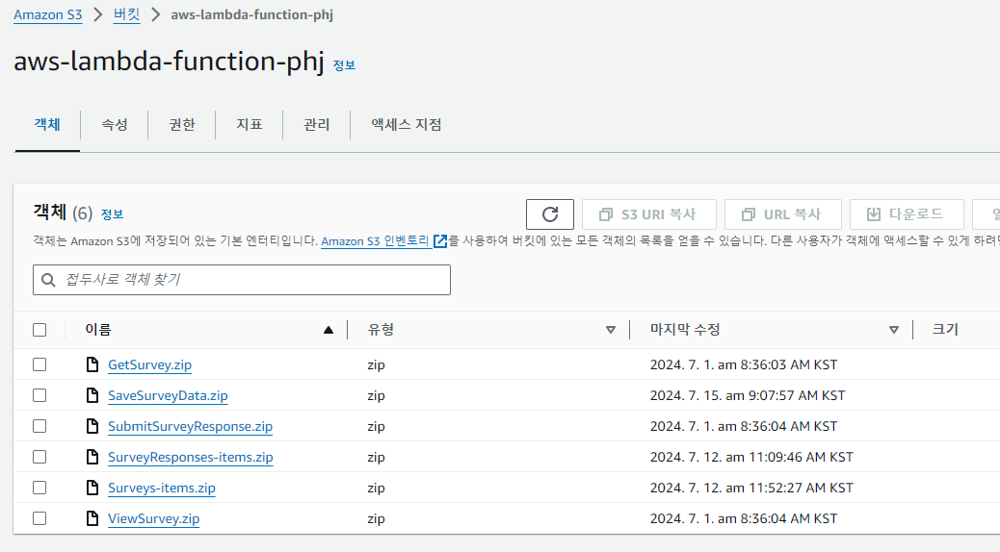 Amazon S3 > 버킷 > aws-lambda-function-phj
aws-lambda-function-phj 정보
객체 속성 권한 지표 관리 액세스 지점
객체 (6) 정보
S3 URI 복사 URL 복사 다운로드
객체는 Amazon S3에 저장되어 있는 기본 엔터티입니다. Amazon S3 인벤토리를 사용하여 버킷에 있는 모든 객체의 목록을 얻을 수 있습니다. 다른 사용자가 객체에 액세스할 수 있게 하려면
접두사로 객체 찾기
이름 유형 마지막 수정 크기
GetSurvey.zip zip 2024. 7. 1. am 8:36:03 AM KST
SaveSurveyData.zip zip 2024. 7. 15. am 9:07:57 AM KST
SubmitSurveyResponse.zip zip 2024. 7. 1. am 8:36:04 AM KST
SurveyResponses-items.zip zip 2024. 7. 12. am 11:09:46 AM KST
Surveys-items.zip zip 2024. 7. 12. am 11:52:27 AM KST
ViewSurvey.zip zip 2024. 7. 1. am 8:36:04 AM KST